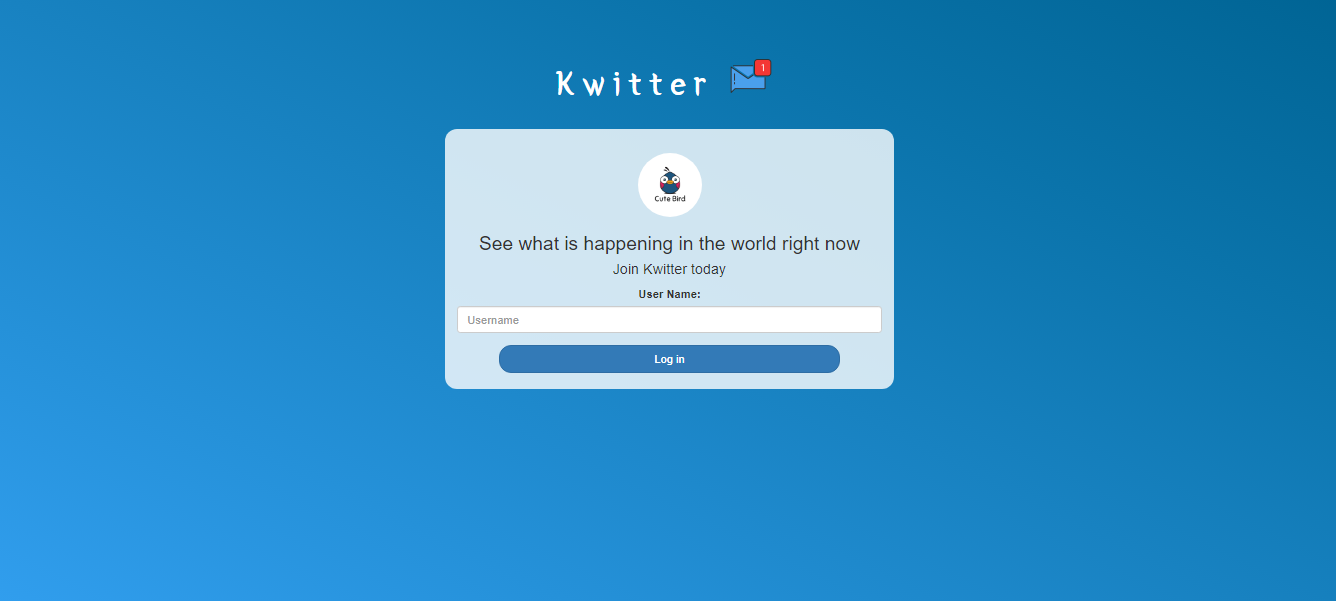 Kwitter
1
Cute Bird
See what is happening in the world right now
Join Kwitter today
User Name:
Username
Log in